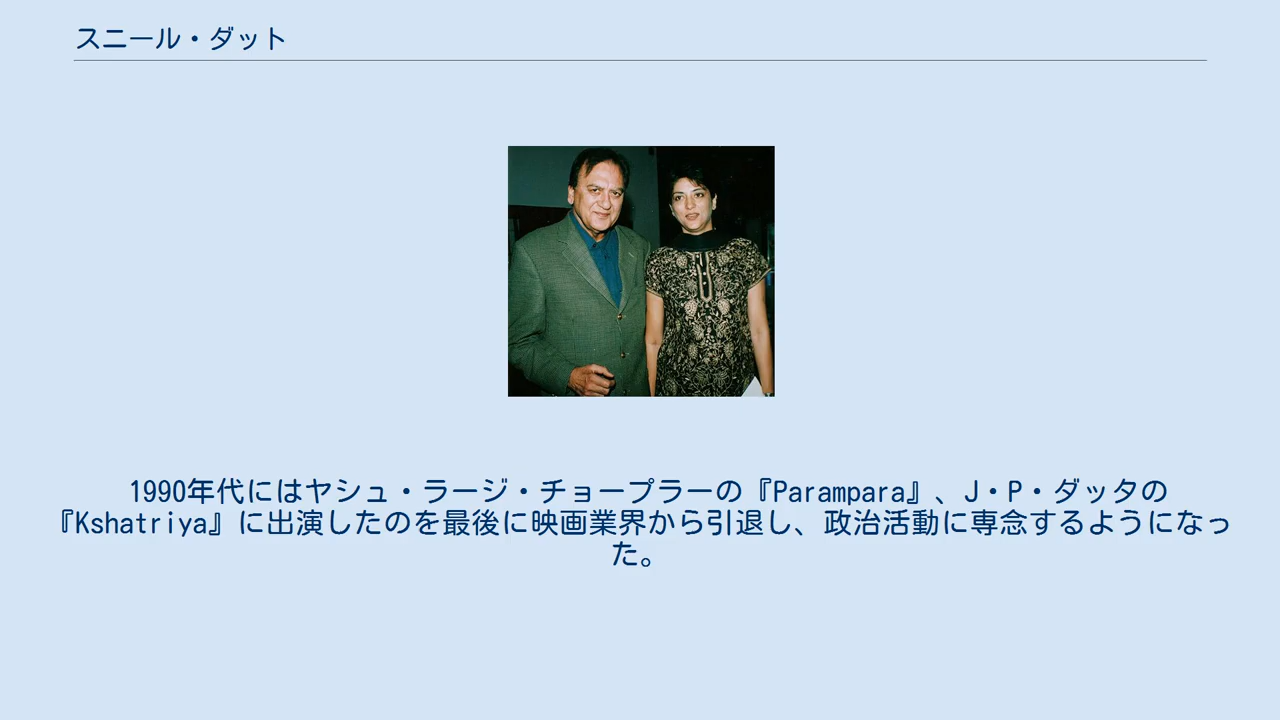 スニール・ダット
1990年代にはヤシュ・ラージ・チョープラーの『Parampara』、J・P・ダッタの
『Kshatriya』に出演したのを最後に映画業界から引退し、政治活動に専念するようになっ
た。